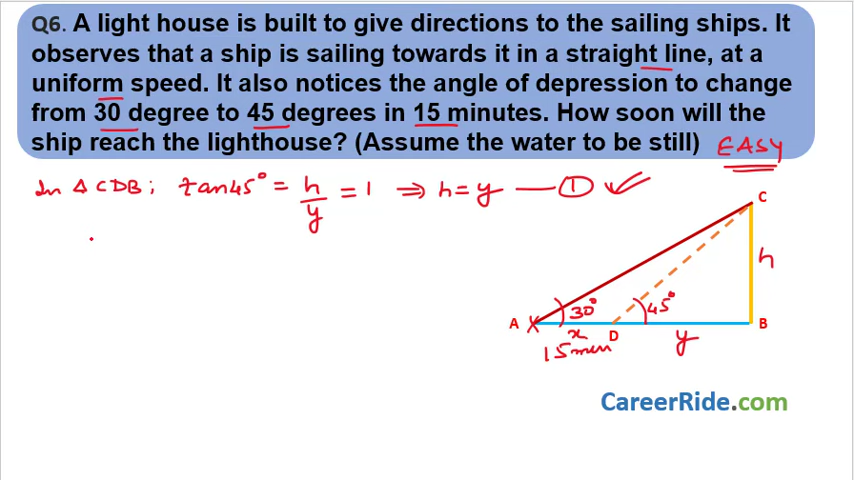 Q6. A light house is built to give directions to the sailing ships. It
observes that a ship is sailing towards it in a straight line, at a
uniform speed. It also notices the angle of depression to change
from 30 degree to 45 degrees in 15 minutes. How soon will the
ship reach the lighthouse? (Assume the water to be still) EASY
In △ CDB; tan45° = h/y = 1 ⇒ h = y — ①
C
h
30° 45°
A x D y B
15min
CareerRide.com